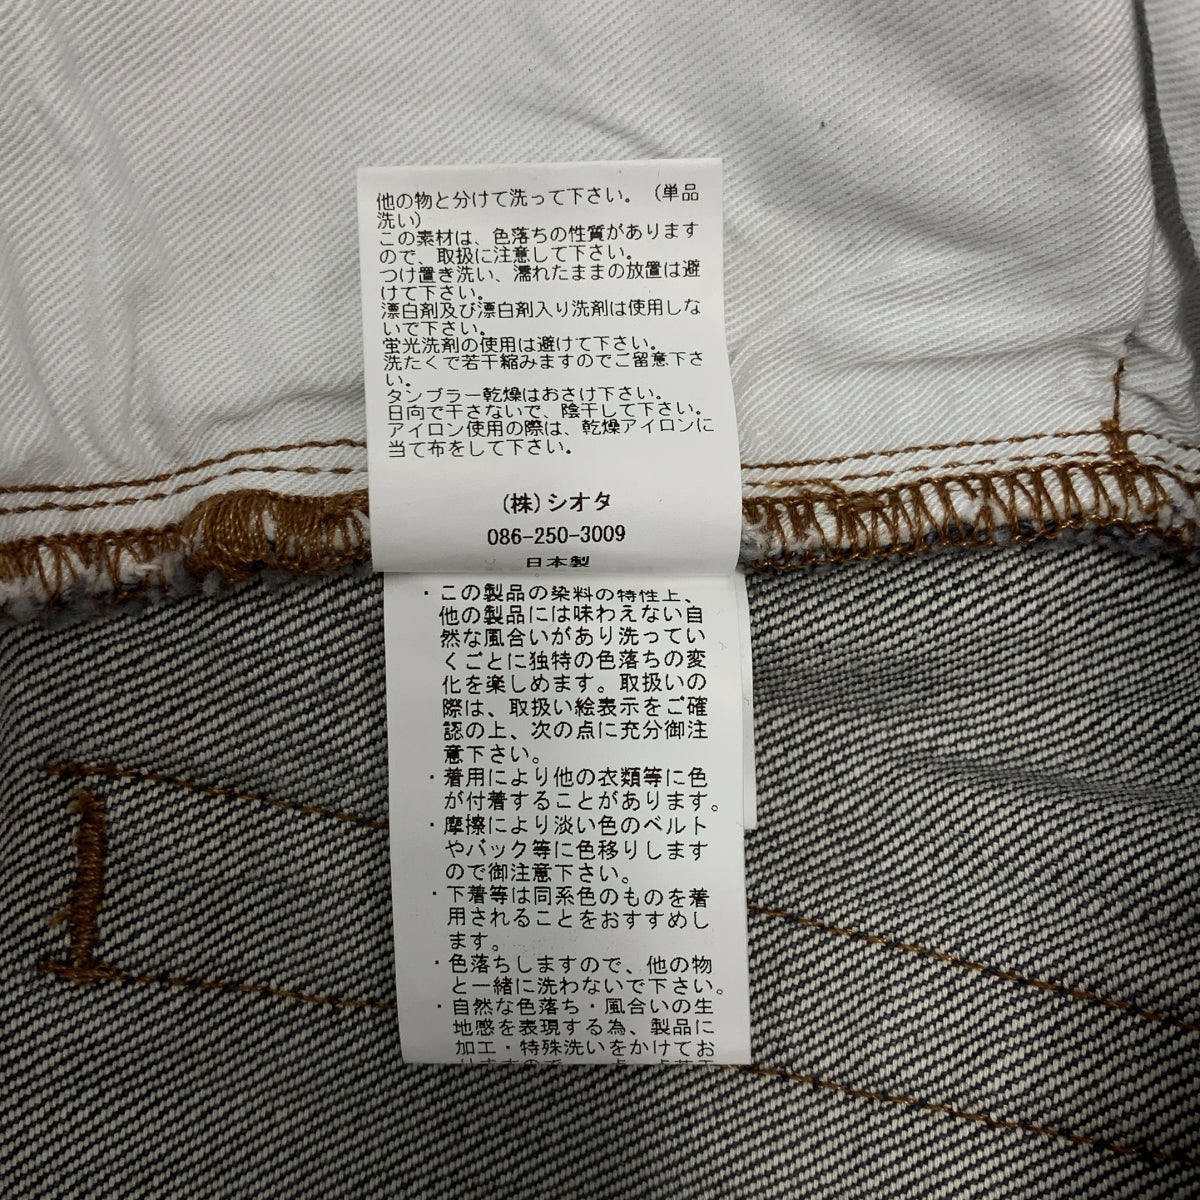 他の物と分けて洗って下さい。（単品
洗い）
この素材は、色落ちの性質があります
ので、取扱に注意して下さい。
つけ置き洗い、濡れたままの放置は避
けて下さい。
漂白剤及び漂白剤入り洗剤は使用しな
いで下さい。
蛍光洗剤の使用は避けて下さい。
洗たくで若干縮みますのでご留意下さ
い。
タンブラー乾燥はおさけ下さい。
日向で干さないで、陰干して下さい。
アイロン使用の際は、乾燥アイロンに
当て布をして下さい。
(株)シオタ
086-250-3009
日本製
・この製品の染料の特性上、
他の製品には味わえない自
然な風合いがあり洗ってい
くごとに独特の色落ちの変
化を楽しめます。取扱いの
際は、取扱い絵表示をご確
認の上、次の点に充分御注
意下さい。
・着用により他の衣類等に色
が付着することがあります。
・摩擦により淡い色のベルト
やバック等に色移りします
ので御注意下さい。
・下着等は同系色のものを着
用されることをおすすめし
ます。
・色落ちしますので、他の物
と一緒に洗わないで下さい。
・自然な色落ち・風合いの生
地感を表現する為、製品に
加工・特殊洗いをかけてお
りますので